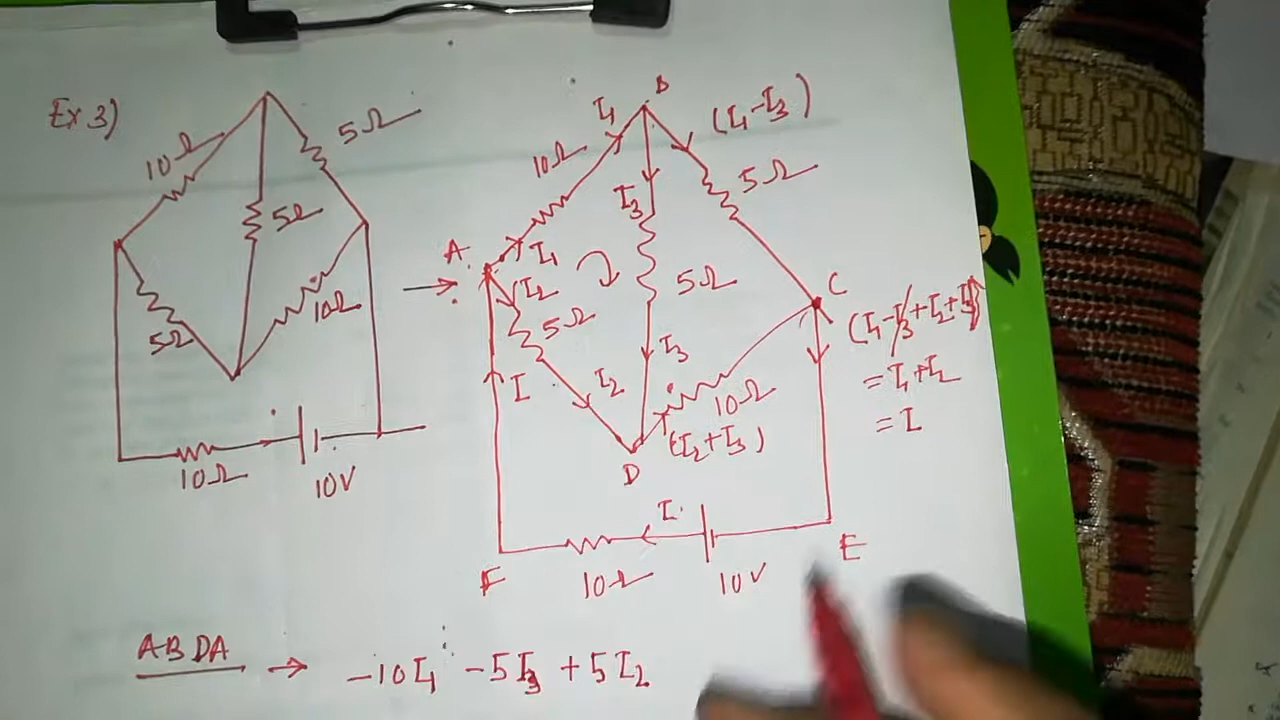 Ex 3)
10Ω
5Ω
5Ω
5Ω
10Ω
10Ω
10V
B
I₁
(I₁-I₃)
10Ω
5Ω
I₃
A
I₁
I₂
5Ω
5Ω
C
(I₁-I₃+I₂+I₃)
= I₁+I₂
= I
I
I₂
I₃
10Ω
(I₂+I₃)
D
I
F
10Ω
10V
E
ABDA → -10I₁ -5I₃ +5I₂